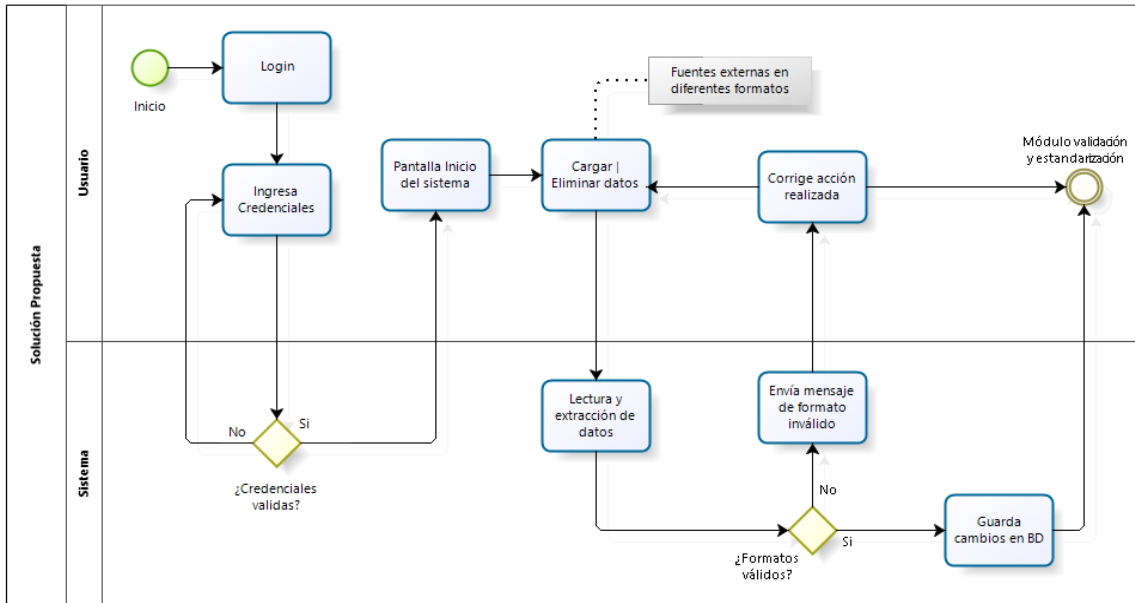 Solución Propuesta
Usuario
Sistema
Inicio
Login
Ingresa
Credenciales
No
Si
¿Credenciales
validas?
Pantalla Inicio
del sistema
Cargar |
Eliminar datos
Fuentes externas en
diferentes formatos
Lectura y
extracción de
datos
¿Formatos
válidos?
No
Si
Envía mensaje
de formato
inválido
Corrige acción
realizada
Guarda
cambios en BD
Módulo validación
y estandarización